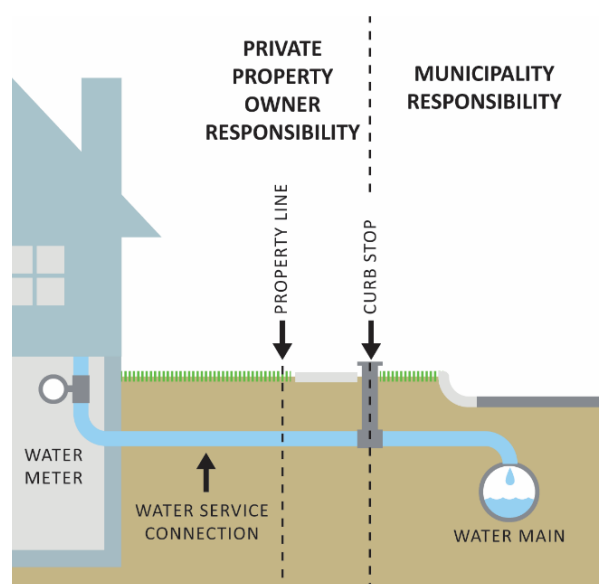 PRIVATE
PROPERTY
OWNER
RESPONSIBILITY
MUNICIPALITY
RESPONSIBILITY
PROPERTY LINE
CURB STOP
WATER
METER
WATER SERVICE
CONNECTION
WATER MAIN